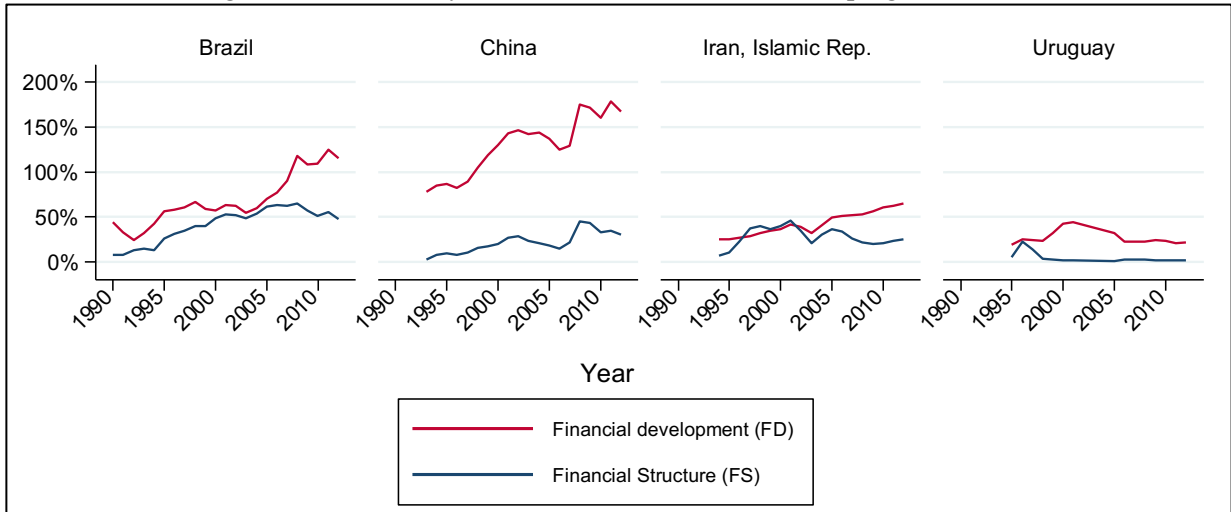 Brazil China Iran, Islamic Rep. Uruguay
200%
150%
100%
50%
0%
1990 1995 2000 2005 2010 1990 1995 2000 2005 2010 1990 1995 2000 2005 2010 1990 1995 2000 2005 2010
Year
Financial development (FD)
Financial Structure (FS)